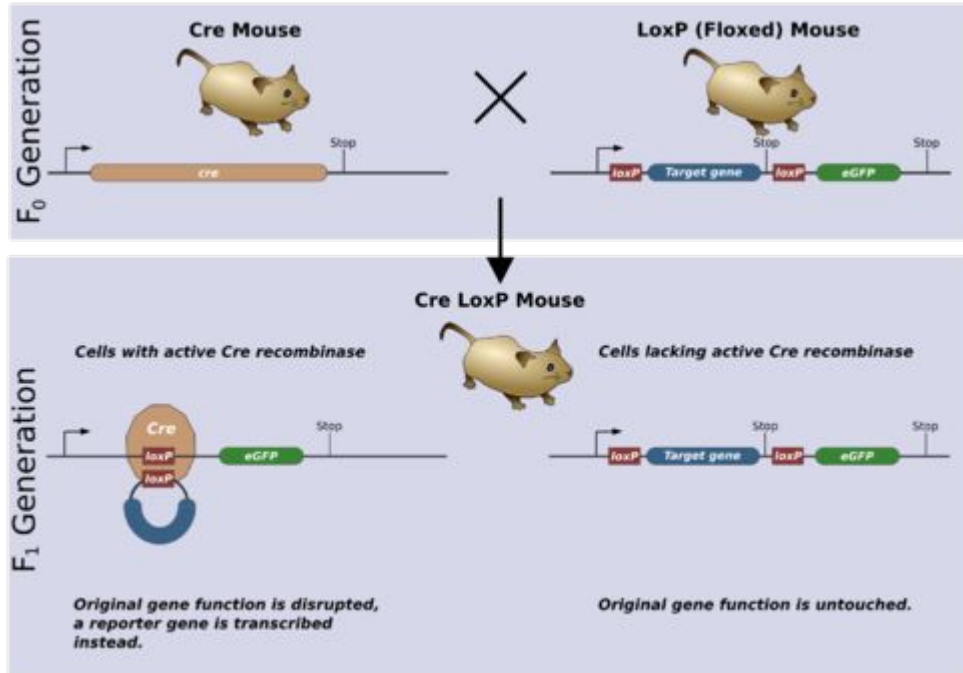 F0 Generation
Cre Mouse
LoxP (Floxed) Mouse
Stop
cre
Stop
Stop
loxP
Target gene
loxP
eGFP
F1 Generation
Cre LoxP Mouse
Cells with active Cre recombinase
Cells lacking active Cre recombinase
Stop
Cre
loxP
eGFP
loxP
Stop
Stop
loxP
Target gene
loxP
eGFP
Original gene function is disrupted,
a reporter gene is transcribed
instead.
Original gene function is untouched.